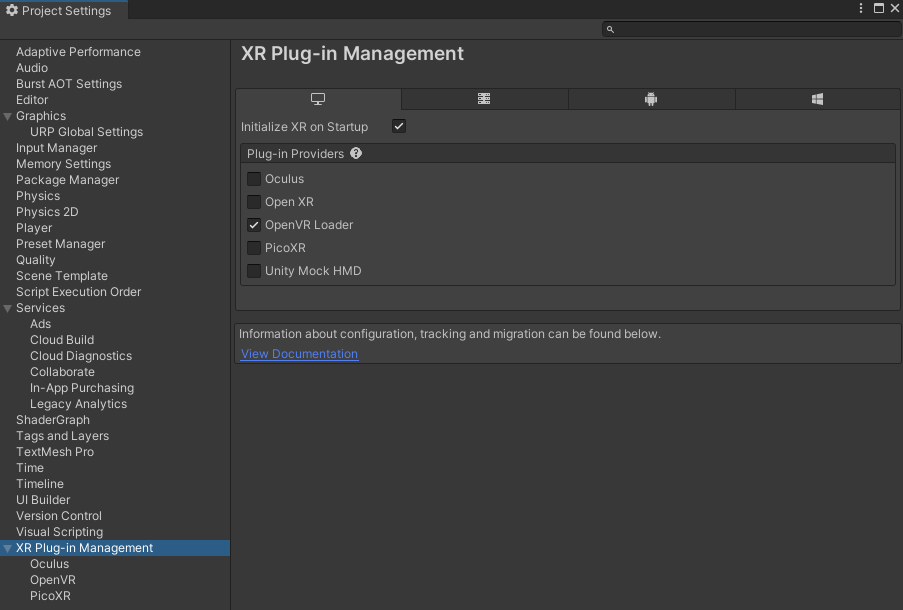 Project Settings
Adaptive Performance
Audio
Burst AOT Settings
Editor
Graphics
URP Global Settings
Input Manager
Memory Settings
Package Manager
Physics
Physics 2D
Player
Preset Manager
Quality
Scene Template
Script Execution Order
Services
Ads
Cloud Build
Cloud Diagnostics
Collaborate
In-App Purchasing
Legacy Analytics
ShaderGraph
Tags and Layers
TextMesh Pro
Time
Timeline
UI Builder
Version Control
Visual Scripting
XR Plug-in Management
Oculus
OpenVR
PicoXR
XR Plug-in Management
Initialize XR on Startup
Plug-in Providers
Oculus
Open XR
OpenVR Loader
PicoXR
Unity Mock HMD
Information about configuration, tracking and migration can be found below.
View Documentation